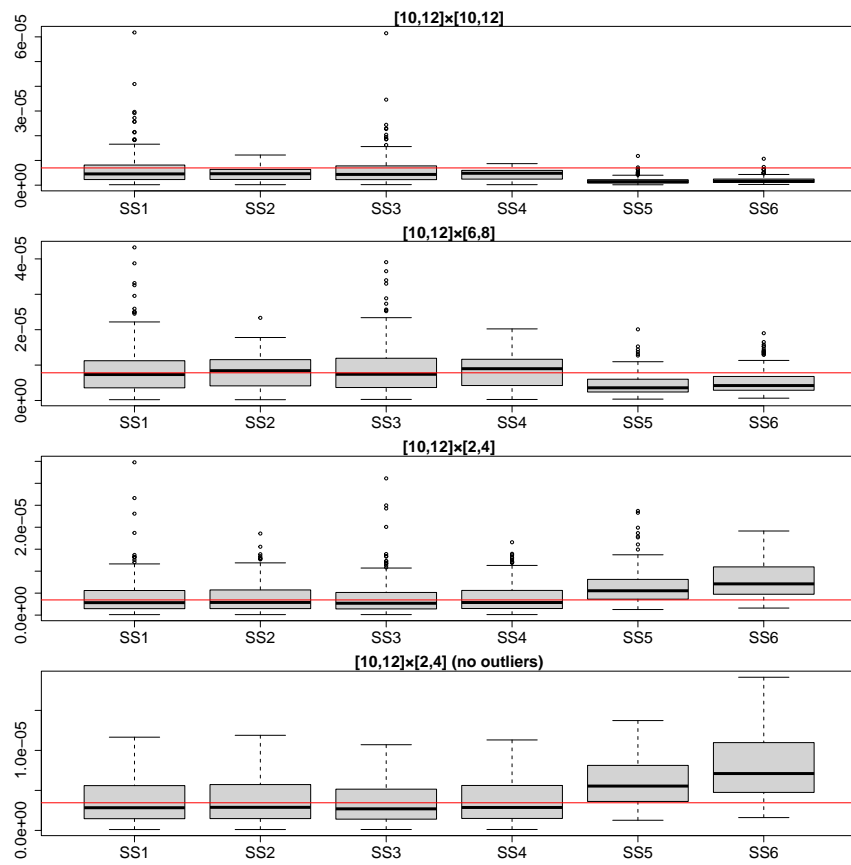 [10,12]×[10,12]
6e−05
3e−05
0e+00
SS1 SS2 SS3 SS4 SS5 SS6
[10,12]×[6,8]
4e−05
2e−05
0e+00
SS1 SS2 SS3 SS4 SS5 SS6
[10,12]×[2,4]
2.0e−05
0.0e+00
SS1 SS2 SS3 SS4 SS5 SS6
[10,12]×[2,4] (no outliers)
1.0e−05
0.0e+00
SS1 SS2 SS3 SS4 SS5 SS6